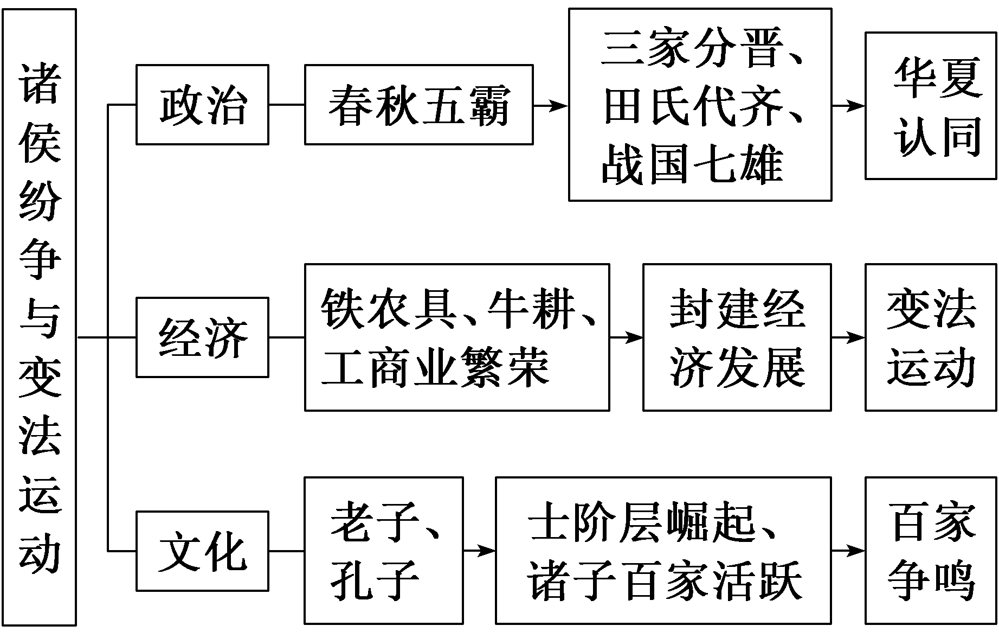 诸侯纷争与变法运动
政治
春秋五霸
三家分晋、
田氏代齐、
战国七雄
华夏
认同
经济
铁农具、牛耕、
工商业繁荣
封建经
济发展
变法
运动
文化
老子、
孔子
士阶层崛起、
诸子百家活跃
百家
争鸣